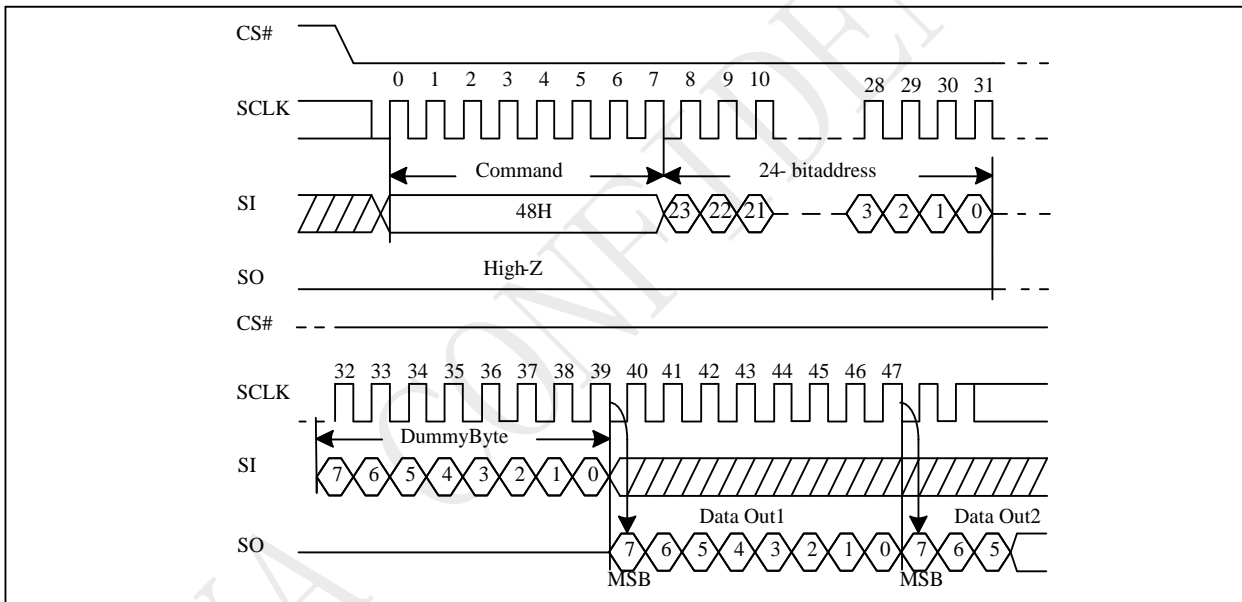 CS#
0 1 2 3 4 5 6 7 8 9 10 28 29 30 31
SCLK
Command 24- bitaddress
SI 48H 23 22 21 3 2 1 0
High-Z
SO
CS#
32 33 34 35 36 37 38 39 40 41 42 43 44 45 46 47
SCLK
DummyByte
SI 7 6 5 4 3 2 1 0
Data Out1 Data Out2
SO 7 6 5 4 3 2 1 0 7 6 5
MSB MSB